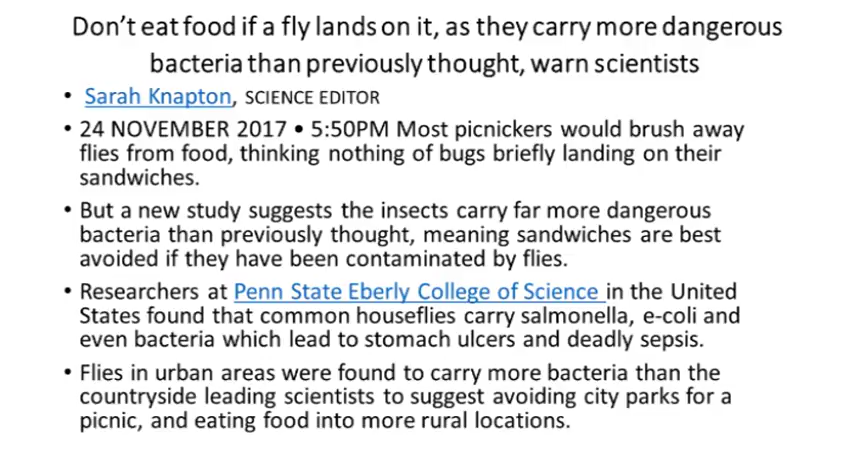 Don't eat food if a fly lands on it, as they carry more dangerous
bacteria than previously thought, warn scientists
• Sarah Knapton, SCIENCE EDITOR
• 24 NOVEMBER 2017 • 5:50PM Most picnickers would brush away
flies from food, thinking nothing of bugs briefly landing on their
sandwiches.
• But a new study suggests the insects carry far more dangerous
bacteria than previously thought, meaning sandwiches are best
avoided if they have been contaminated by flies.
• Researchers at Penn State Eberly College of Science in the United
States found that common houseflies carry salmonella, e-coli and
even bacteria which lead to stomach ulcers and deadly sepsis.
• Flies in urban areas were found to carry more bacteria than the
countryside leading scientists to suggest avoiding city parks for a
picnic, and eating food into more rural locations.